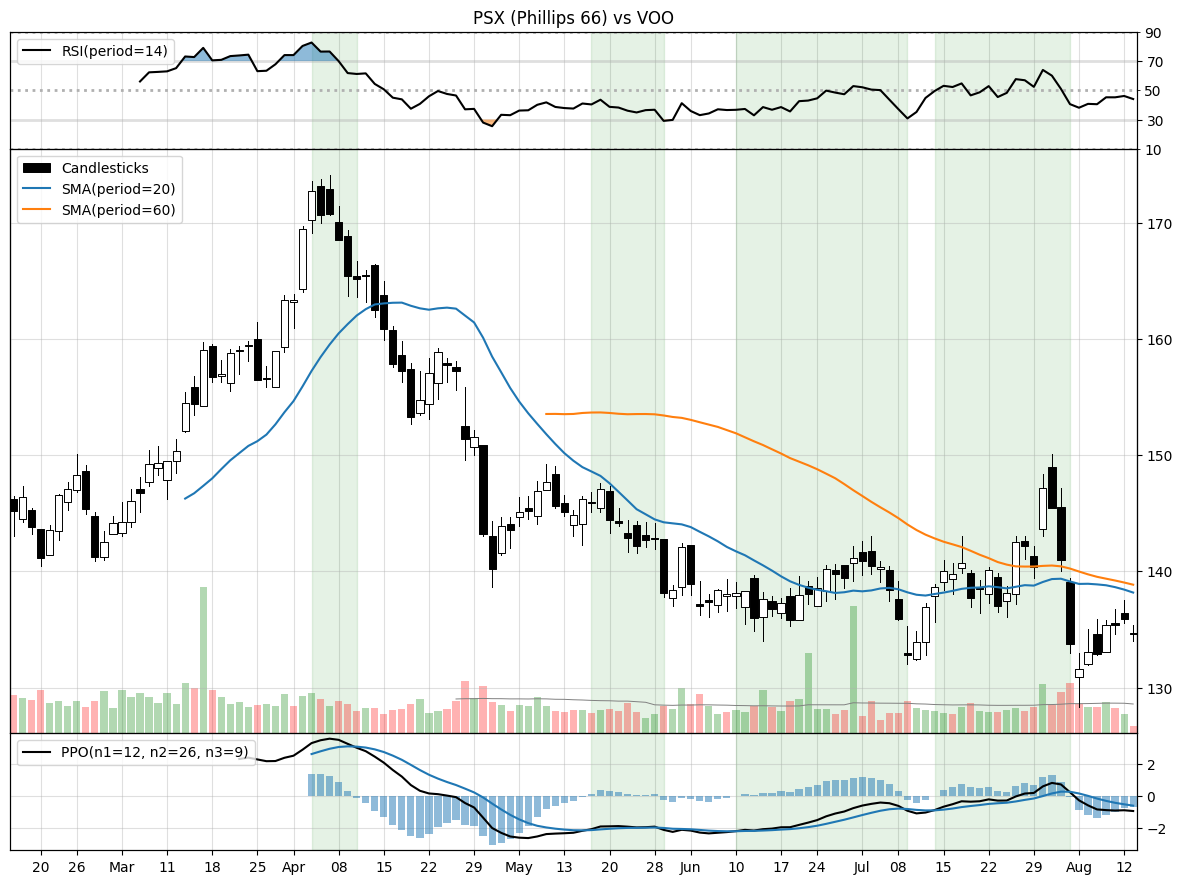 PSX (Phillips 66) vs VOO
RSI(period=14)
90
70
50
30
10
Candlesticks
SMA(period=20)
SMA(period=60)
170
160
150
140
130
PPO(n1=12, n2=26, n3=9)
2
0
−2
20 26 Mar 11 18 25 Apr 08 15 22 29 May 13 20 28 Jun 10 17 24 Jul 08 15 22 29 Aug 12